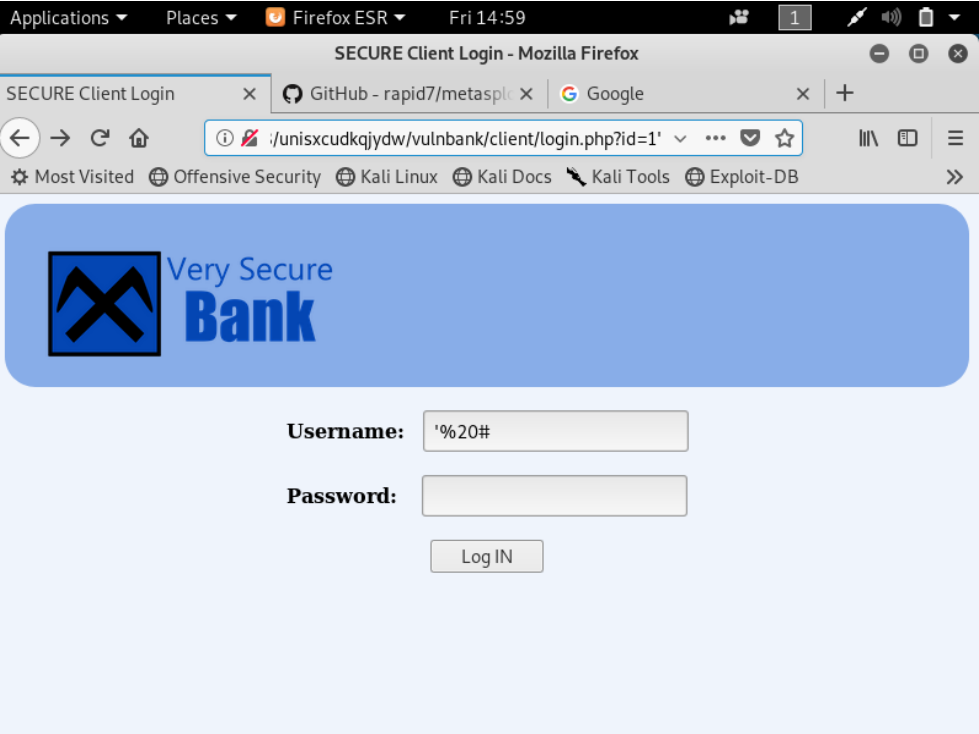 Applications Places Firefox ESR Fri 14:59 1
SECURE Client Login - Mozilla Firefox
SECURE Client Login GitHub - rapid7/metasplo Google
:/unisxcudkqjydw/vulnbank/client/login.php?id=1'
Most Visited Offensive Security Kali Linux Kali Docs Kali Tools Exploit-DB
Very Secure
Bank
Username: '%20#
Password:
Log IN